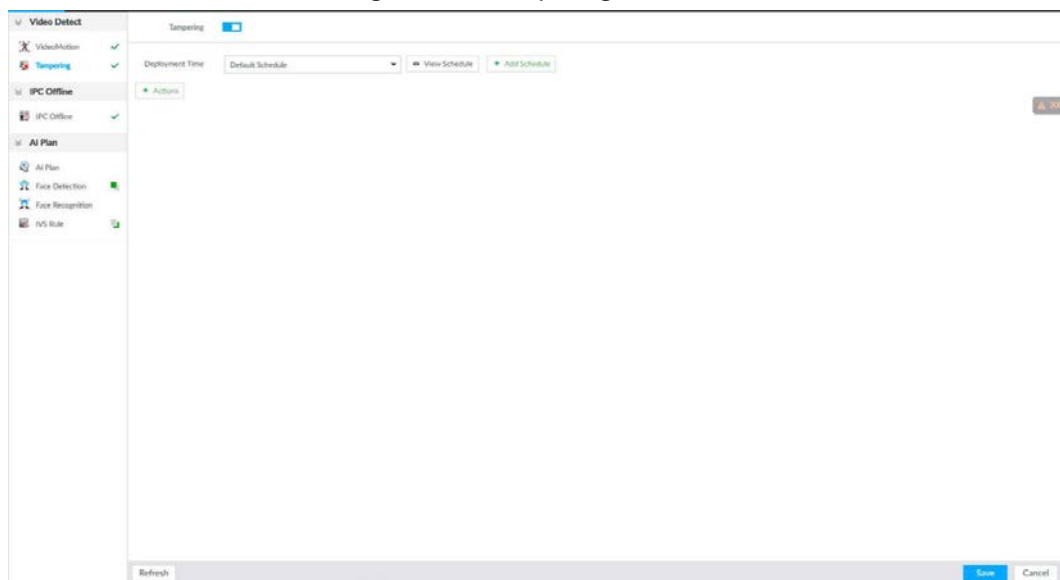 Video Detect
VideoMotion
Tampering
IPC Offline
IPC Offline
AI Plan
AI Plan
Face Detection
Face Recognition
IVS Rule
Tampering
Deployment Time Default Schedule View Schedule + Add Schedule
+ Actions
Refresh Save Cancel